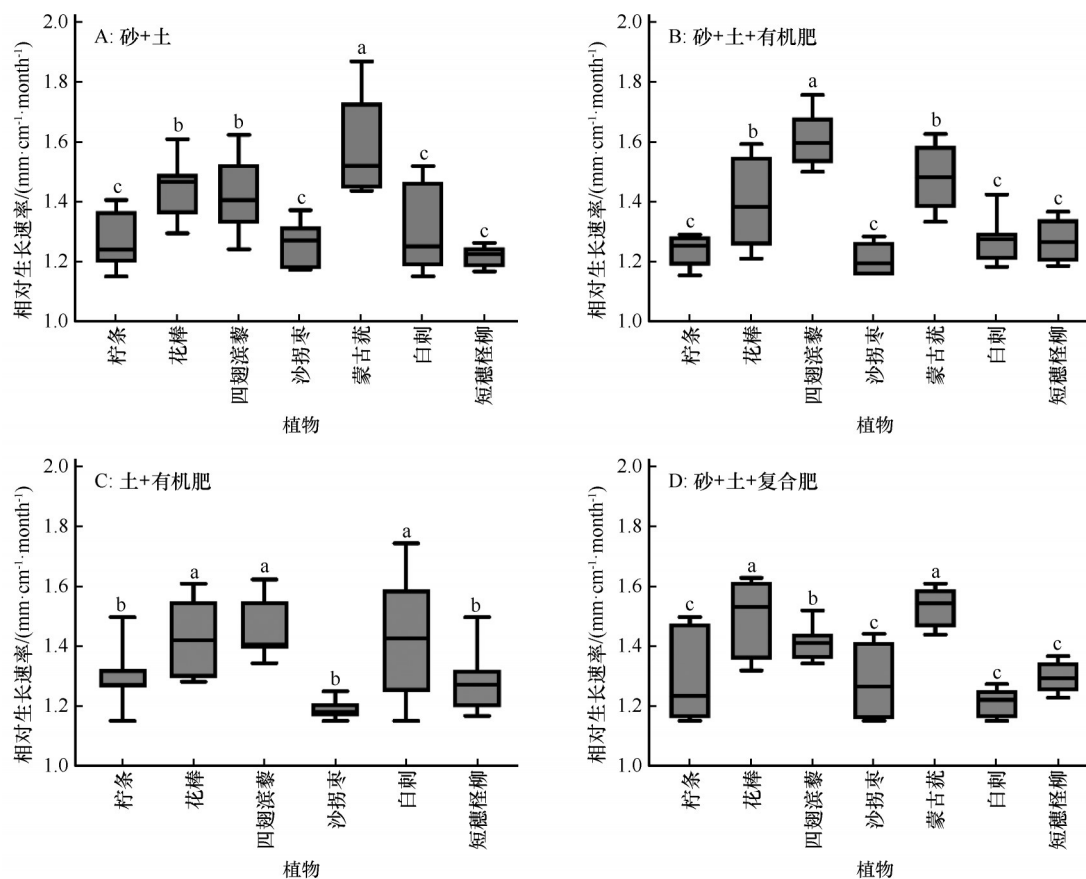 A: 砂+土
相对生长速率/(mm·cm⁻¹·month⁻¹)
2.0
1.8
1.6
1.4
1.2
1.0
c
b
b
c
a
c
c
柠条
花棒
四翅滨藜
沙拐枣
蒙古莸
白刺
短穗柽柳
植物
B: 砂+土+有机肥
相对生长速率/(mm·cm⁻¹·month⁻¹)
2.0
1.8
1.6
1.4
1.2
1.0
c
b
a
c
b
c
c
柠条
花棒
四翅滨藜
沙拐枣
蒙古莸
白刺
短穗柽柳
植物
C: 土+有机肥
相对生长速率/(mm·cm⁻¹·month⁻¹)
2.0
1.8
1.6
1.4
1.2
1.0
b
a
a
b
a
b
柠条
花棒
四翅滨藜
沙拐枣
白刺
短穗柽柳
植物
D: 砂+土+复合肥
相对生长速率/(mm·cm⁻¹·month⁻¹)
2.0
1.8
1.6
1.4
1.2
1.0
c
a
b
c
a
c
c
柠条
花棒
四翅滨藜
沙拐枣
蒙古莸
白刺
短穗柽柳
植物